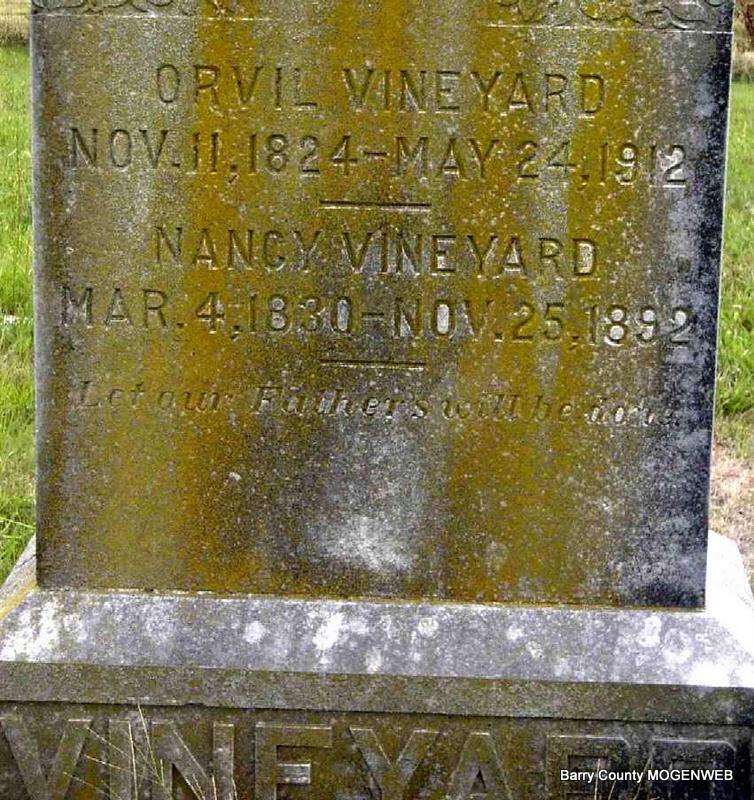 ORVIL VINEYARD
NOV. 11, 1824 – MAY 24, 1912
NANCY VINEYARD
MAR. 4, 1830 – NOV. 25, 1892
Let our Father's will be done.
VINEYARD
Barry County MOGENWEB